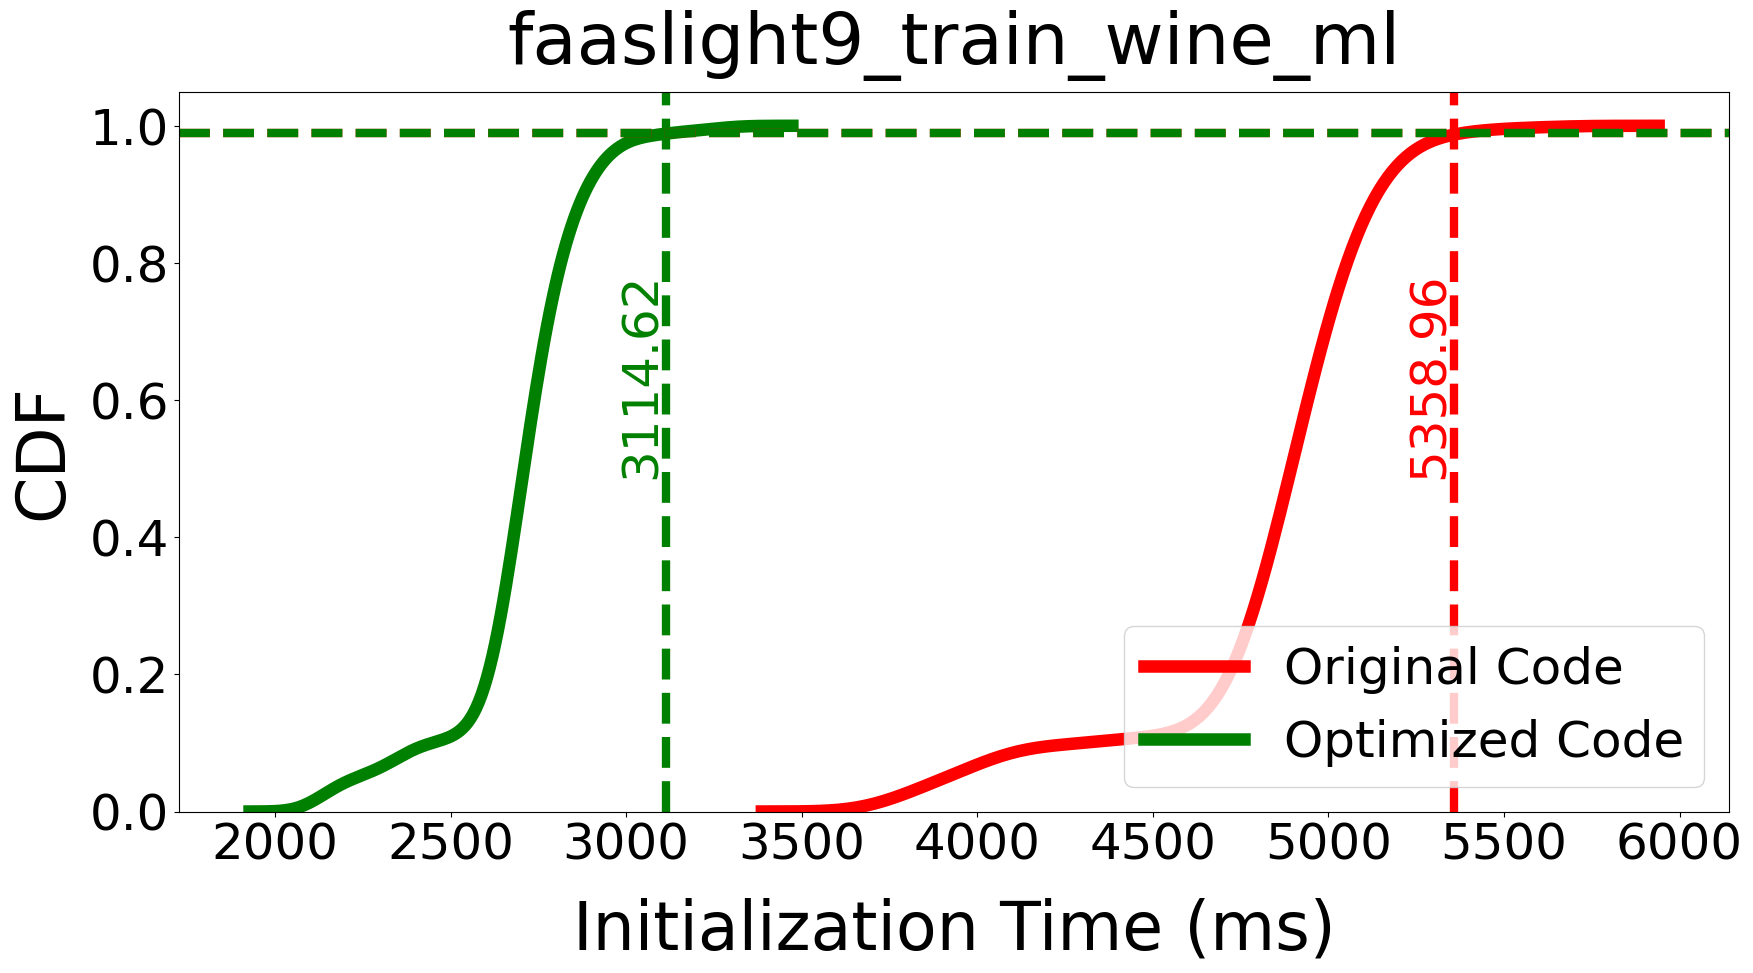 faaslight9_train_wine_ml
CDF
1.0
0.8
0.6
0.4
0.2
0.0
3114.62
5358.96
Original Code
Optimized Code
2000 2500 3000 3500 4000 4500 5000 5500 6000
Initialization Time (ms)